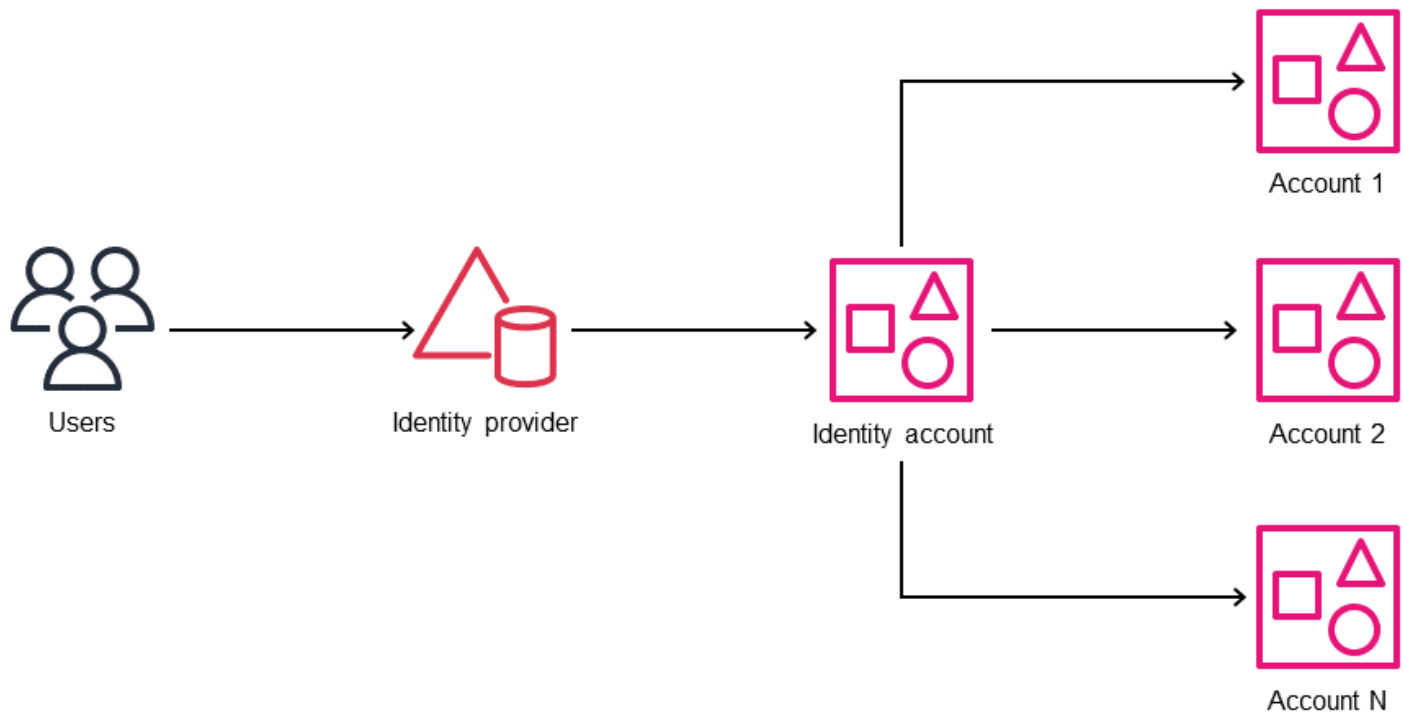 Account 1
Users
Identity provider
Identity account
Account 2
Account N